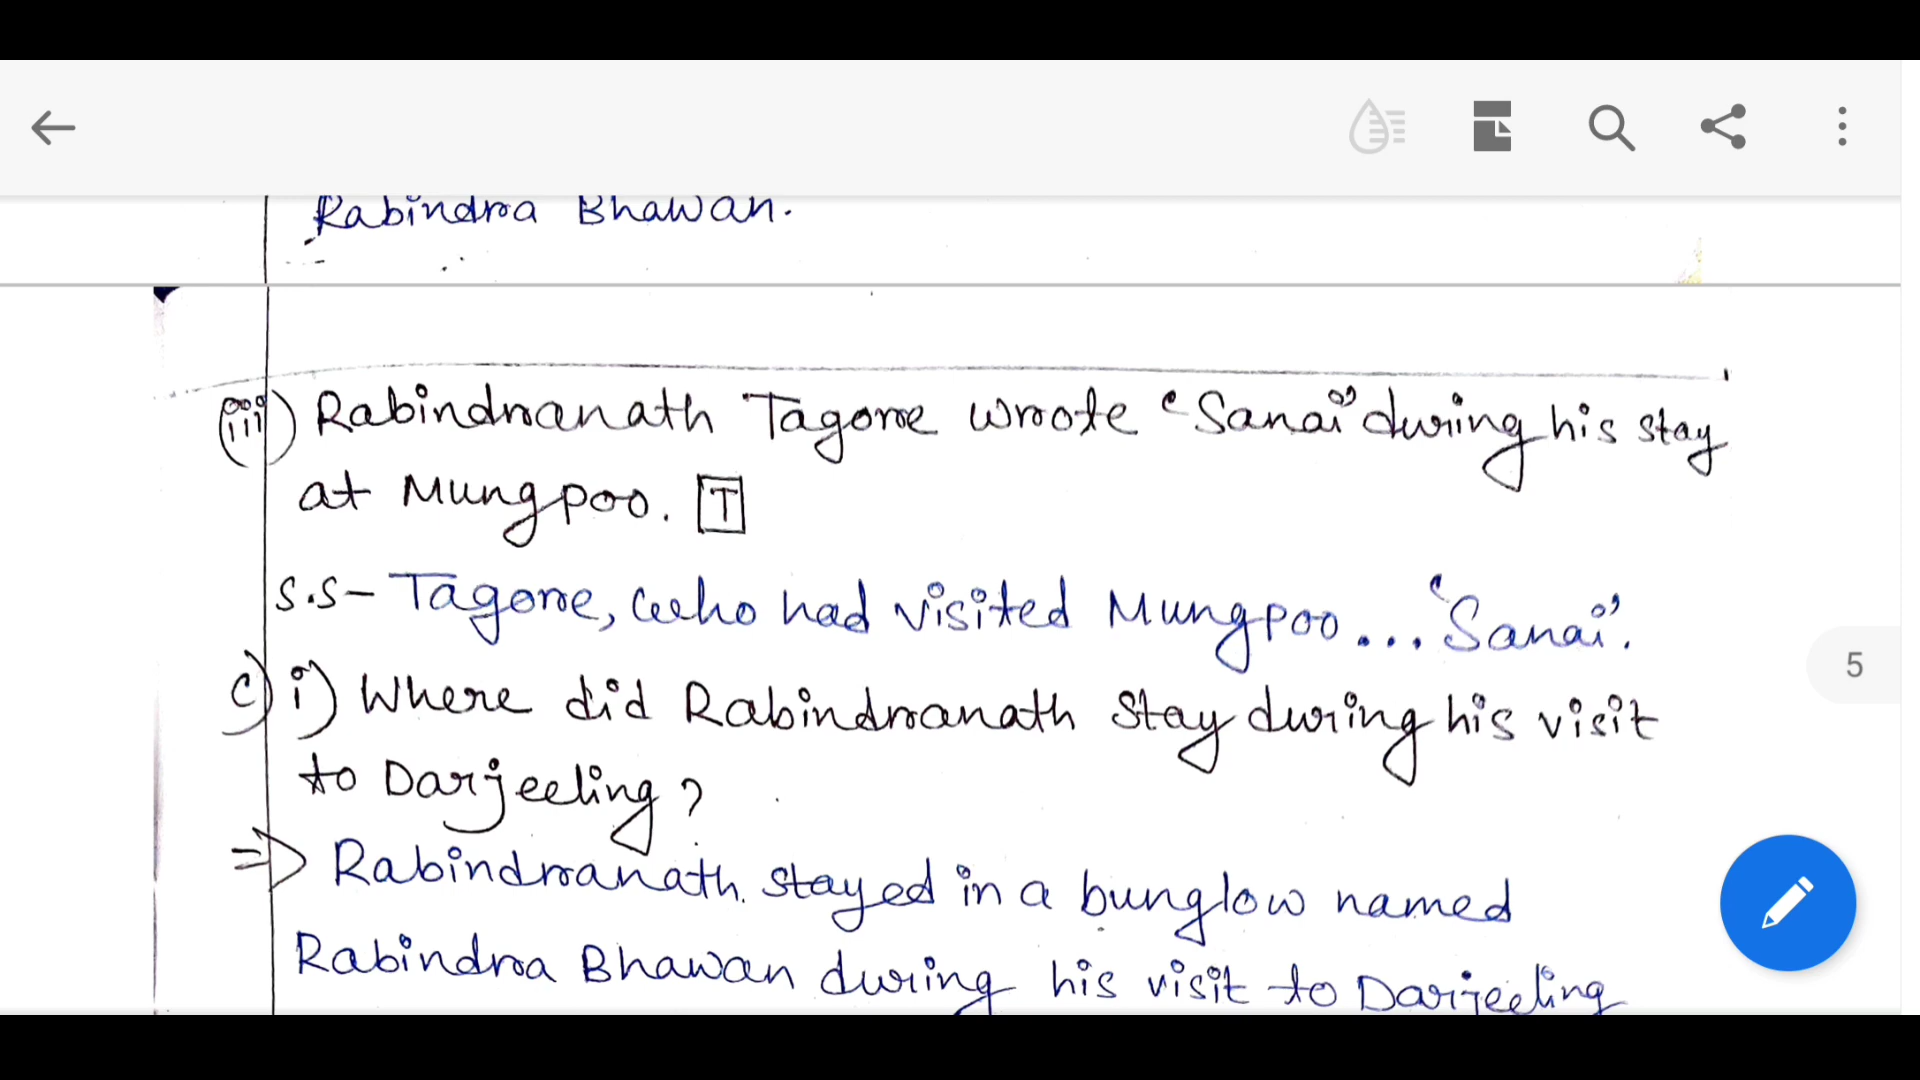 Rabindra Bhawan.
(iii) Rabindranath Tagore wrote 'Sanai' during his stay
at Mungpoo. T
S.S- Tagore, who had visited Mungpoo... 'Sanai'.
c) i) Where did Rabindranath stay during his visit
to Darjeeling?
=> Rabindranath stayed in a bunglow named
Rabindra Bhawan during his visit to Darjeeling
5